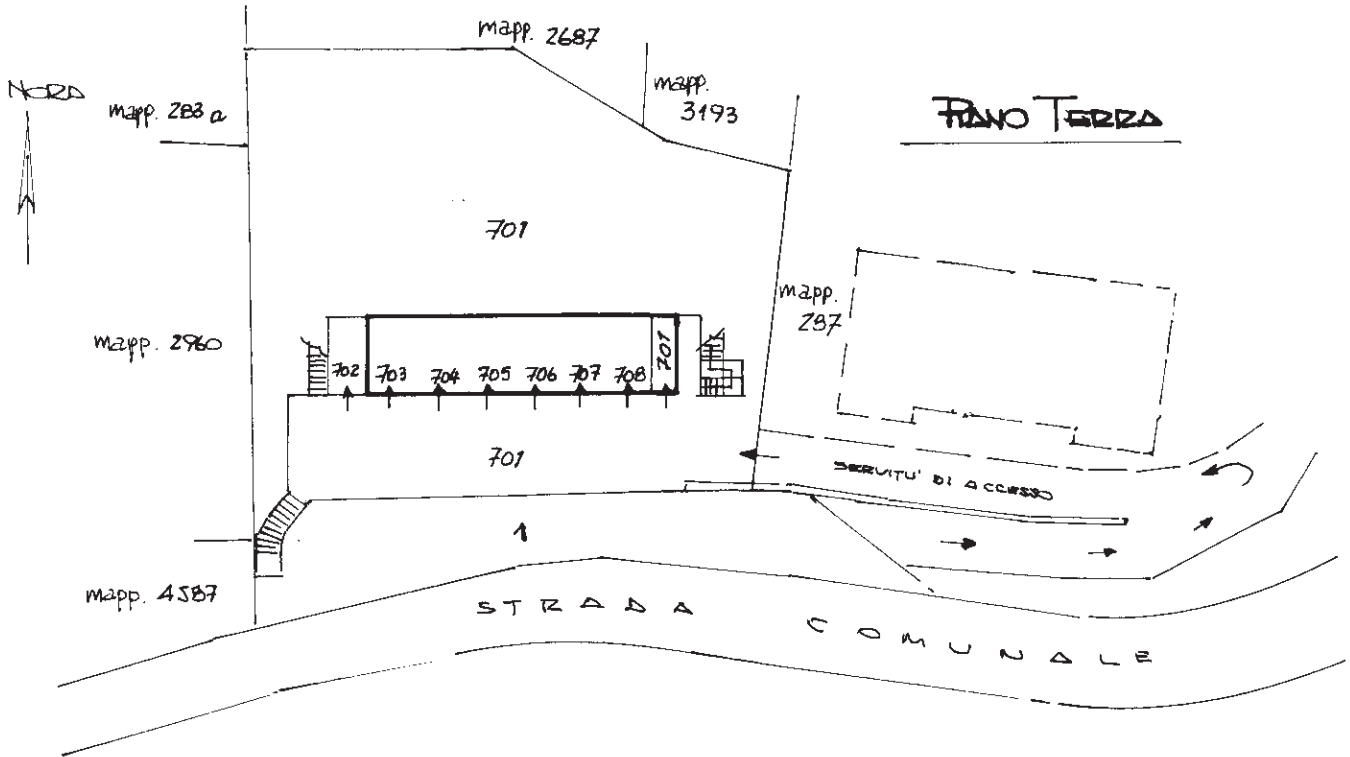 mapp. 2687
NORD
mapp. 283 a
mapp.
3193
PIANO TERRA
701
mapp.
287
mapp. 2960
702 703 704 705 706 707 708 701
701
SERVITU' DI ACCESSO
1
mapp. 4587
STRADA COMUNALE